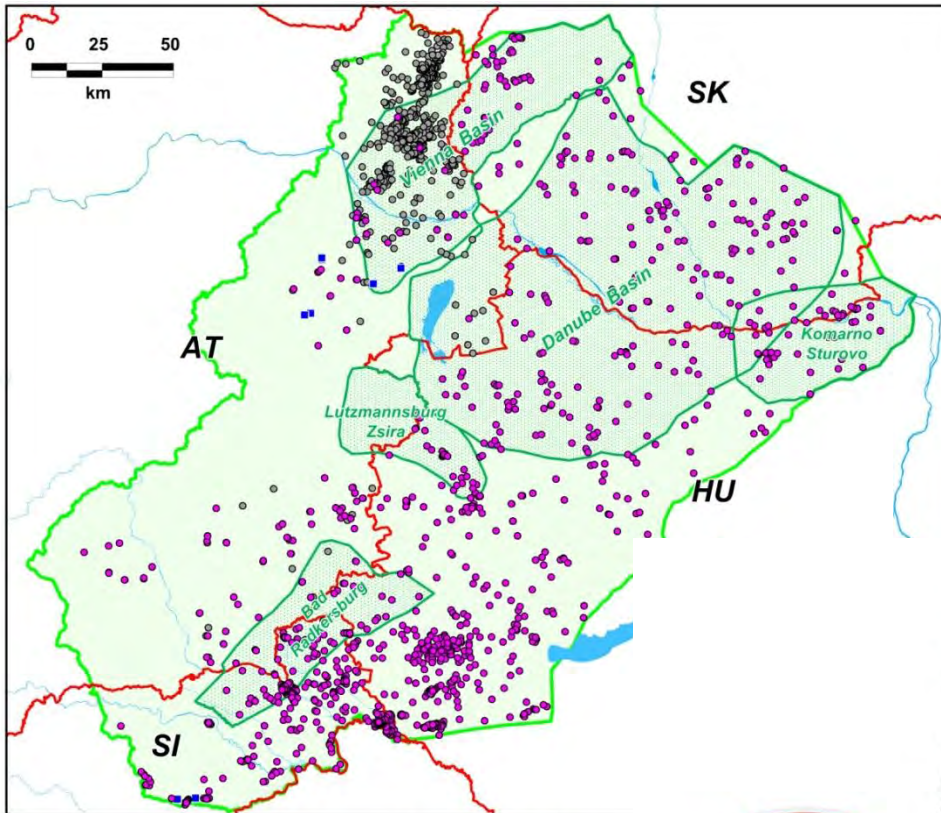 0 25 50
km
SK
Vienna Basin
AT
Danube Basin
Komarno
Sturovo
Lutzmannsburg
Zsira
HU
Bad
Radkersburg
SI